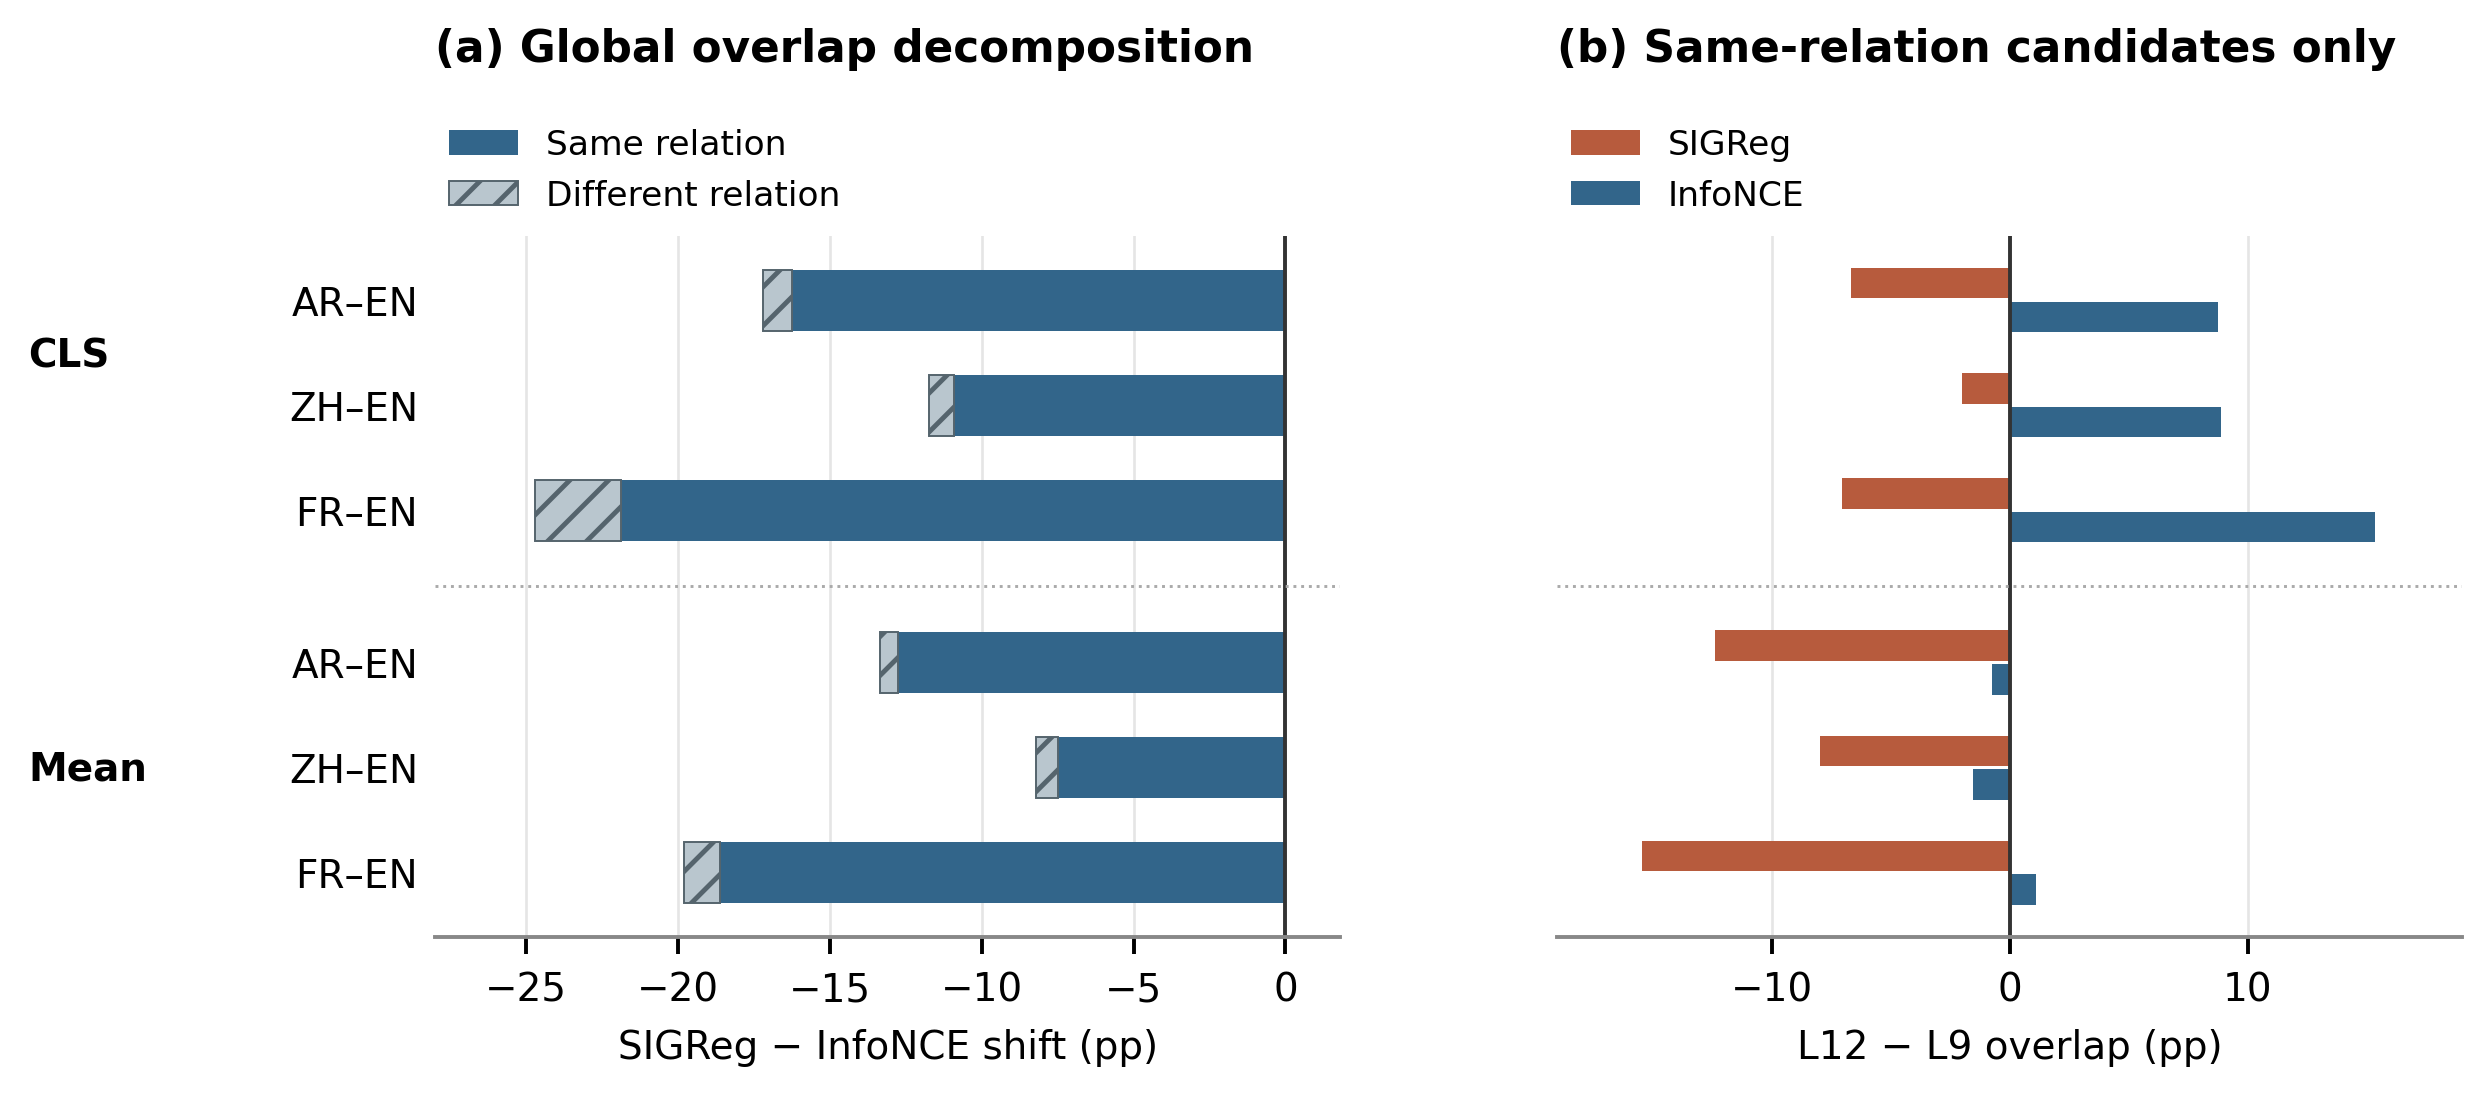 (a) Global overlap decomposition
Same relation
Different relation
CLS
AR–EN
ZH–EN
FR–EN
Mean
AR–EN
ZH–EN
FR–EN
−25 −20 −15 −10 −5 0
SIGReg − InfoNCE shift (pp)
(b) Same-relation candidates only
SIGReg
InfoNCE
−10 0 10
L12 − L9 overlap (pp)